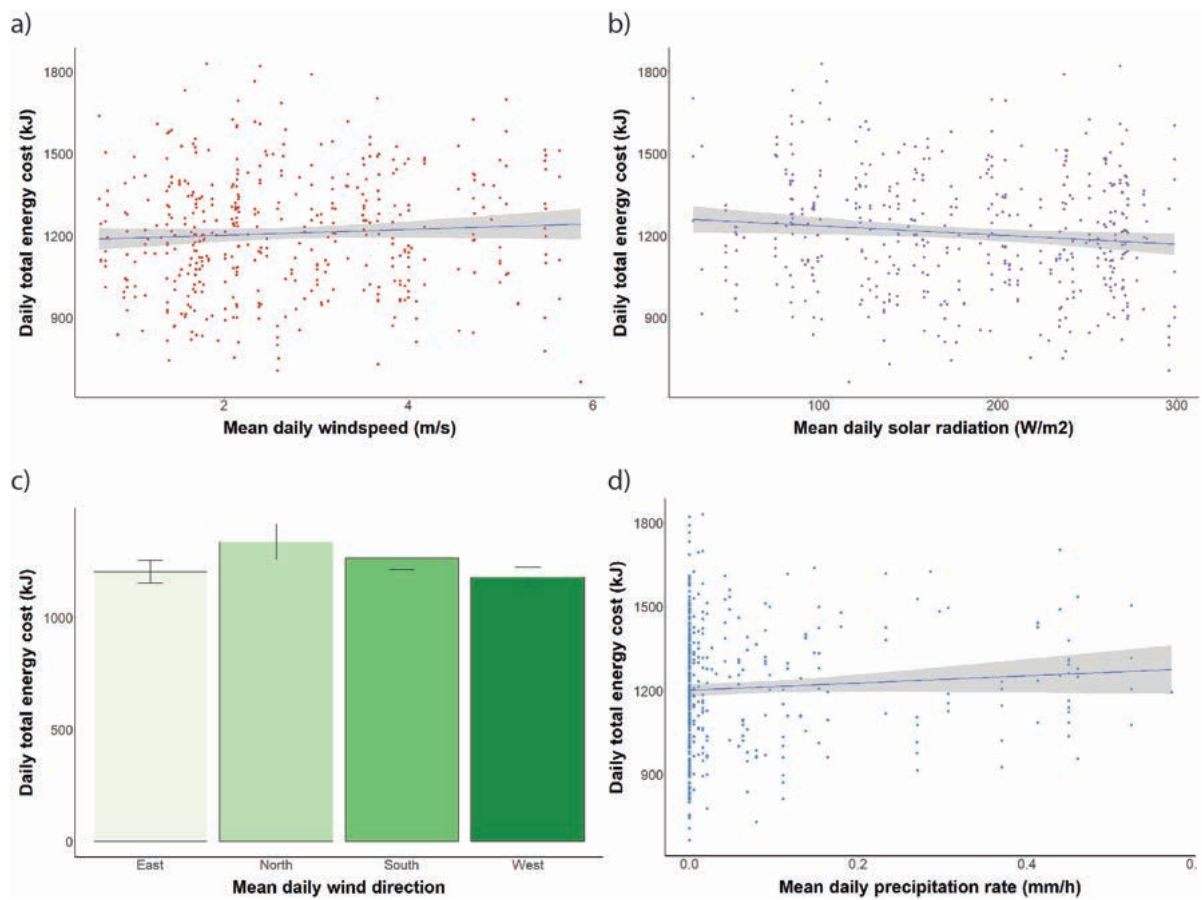 a)
Daily total energy cost (kJ)
1800
1500
1200
900
2
4
6
Mean daily windspeed (m/s)
b)
Daily total energy cost (kJ)
1800
1500
1200
900
100
200
300
Mean daily solar radiation (W/m2)
c)
Daily total energy cost (kJ)
1000
500
0
East
North
South
West
Mean daily wind direction
d)
Daily total energy cost (kJ)
1800
1500
1200
900
0.0
0.2
0.4
0.
Mean daily precipitation rate (mm/h)